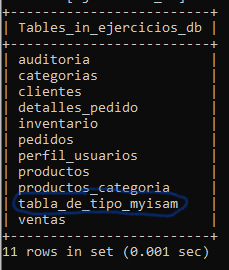 +---------------------------+
| Tables_in_ejercicios_db |
+---------------------------+
| auditoria |
| categorias |
| clientes |
| detalles_pedido |
| inventario |
| pedidos |
| perfil_usuarios |
| productos |
| productos_categoria |
| tabla_de_tipo_myisam |
| ventas |
+---------------------------+
11 rows in set (0.001 sec)